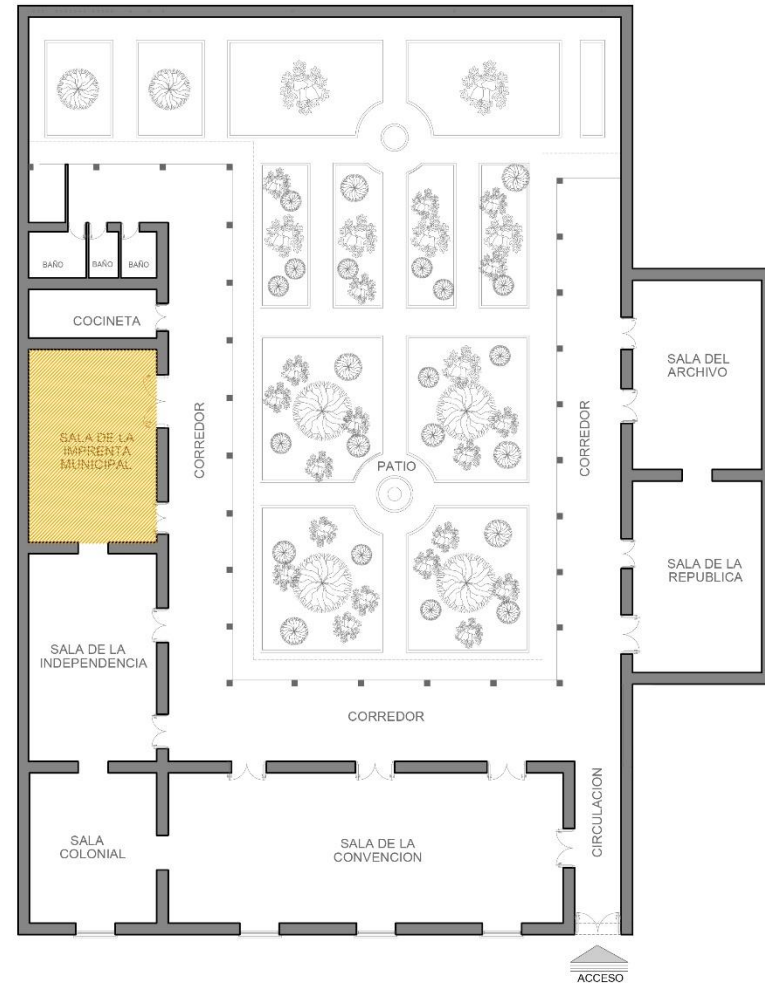 BAÑO
BAÑO
BAÑO
COCINETA
SALA DE LA
IMPRENTA
MUNICIPAL
CORREDOR
PATIO
CORREDOR
SALA DEL
ARCHIVO
SALA DE LA
REPUBLICA
SALA DE LA
INDEPENDENCIA
CORREDOR
SALA
COLONIAL
SALA DE LA
CONVENCION
CIRCULACION
ACCESO